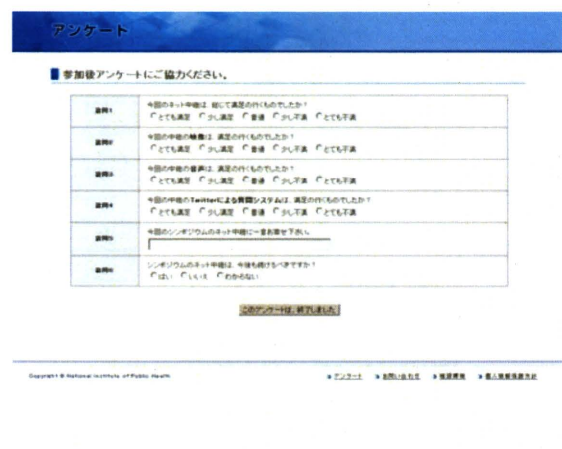 アンケート
参加後アンケートにご協力ください。
設問1
今回のネット中継は、総じて満足の行くものでしたか？
とても満足 少し満足 普通 少し不満 とても不満
設問2
今回の中継の映像は、満足の行くものでしたか？
とても満足 少し満足 普通 少し不満 とても不満
設問3
今回の中継の音声は、満足の行くものでしたか？
とても満足 少し満足 普通 少し不満 とても不満
設問4
今回の中継のTwitterによる質問システムは、満足の行くものでしたか？
とても満足 少し満足 普通 少し不満 とても不満
設問5
今回のシンポジウムのネット中継に一言お寄せ下さい。
設問6
シンポジウムのネット中継は、今後も続けるべきですか？
はい いいえ わからない
このアンケートは、終了しました
Copyright © National Institute of Public Health
アンケート お問い合わせ 推奨環境 個人情報保護方針